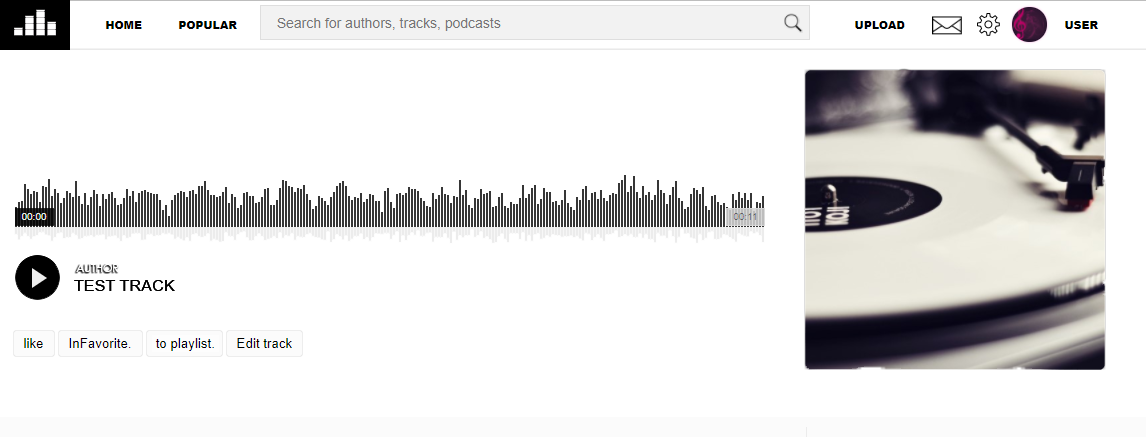 HOME POPULAR Search for authors, tracks, podcasts UPLOAD USER
00:00 00:11
AUTHOR
TEST TRACK
like InFavorite. to playlist. Edit track